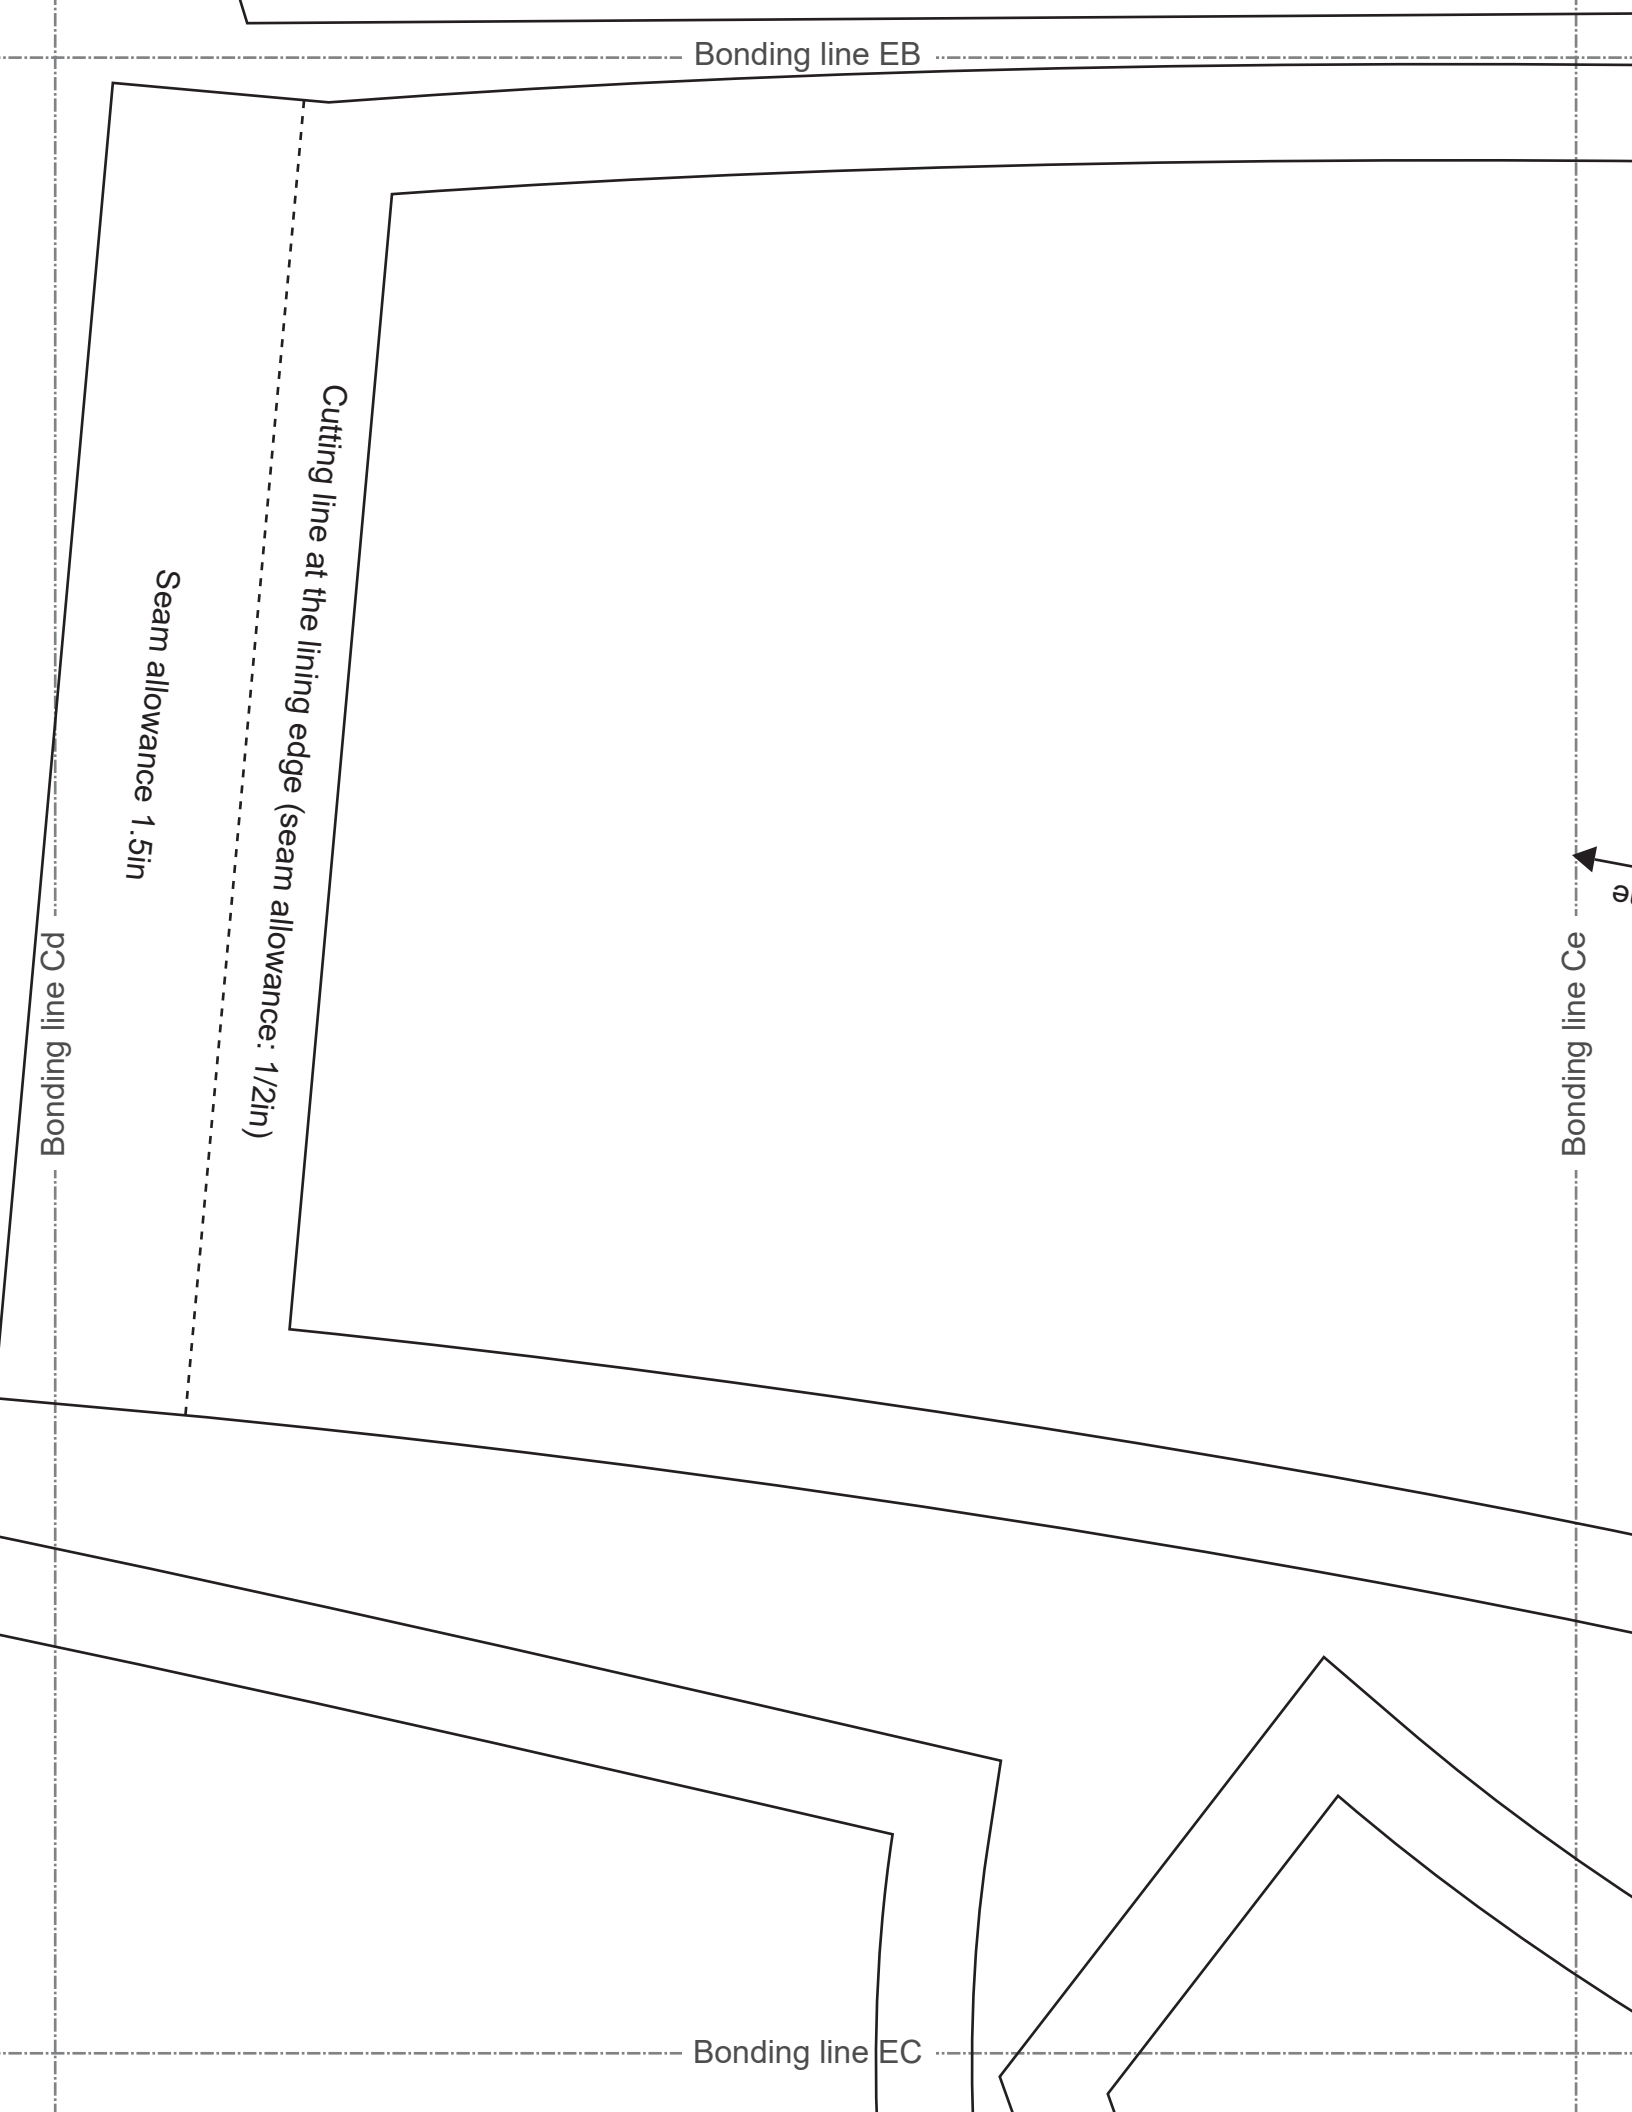 Bonding line EB
Cutting line at the lining edge (seam allowance: 1/2in)
Seam allowance 1.5in
Bonding line Cd
Bonding line Ce
Bonding line EC